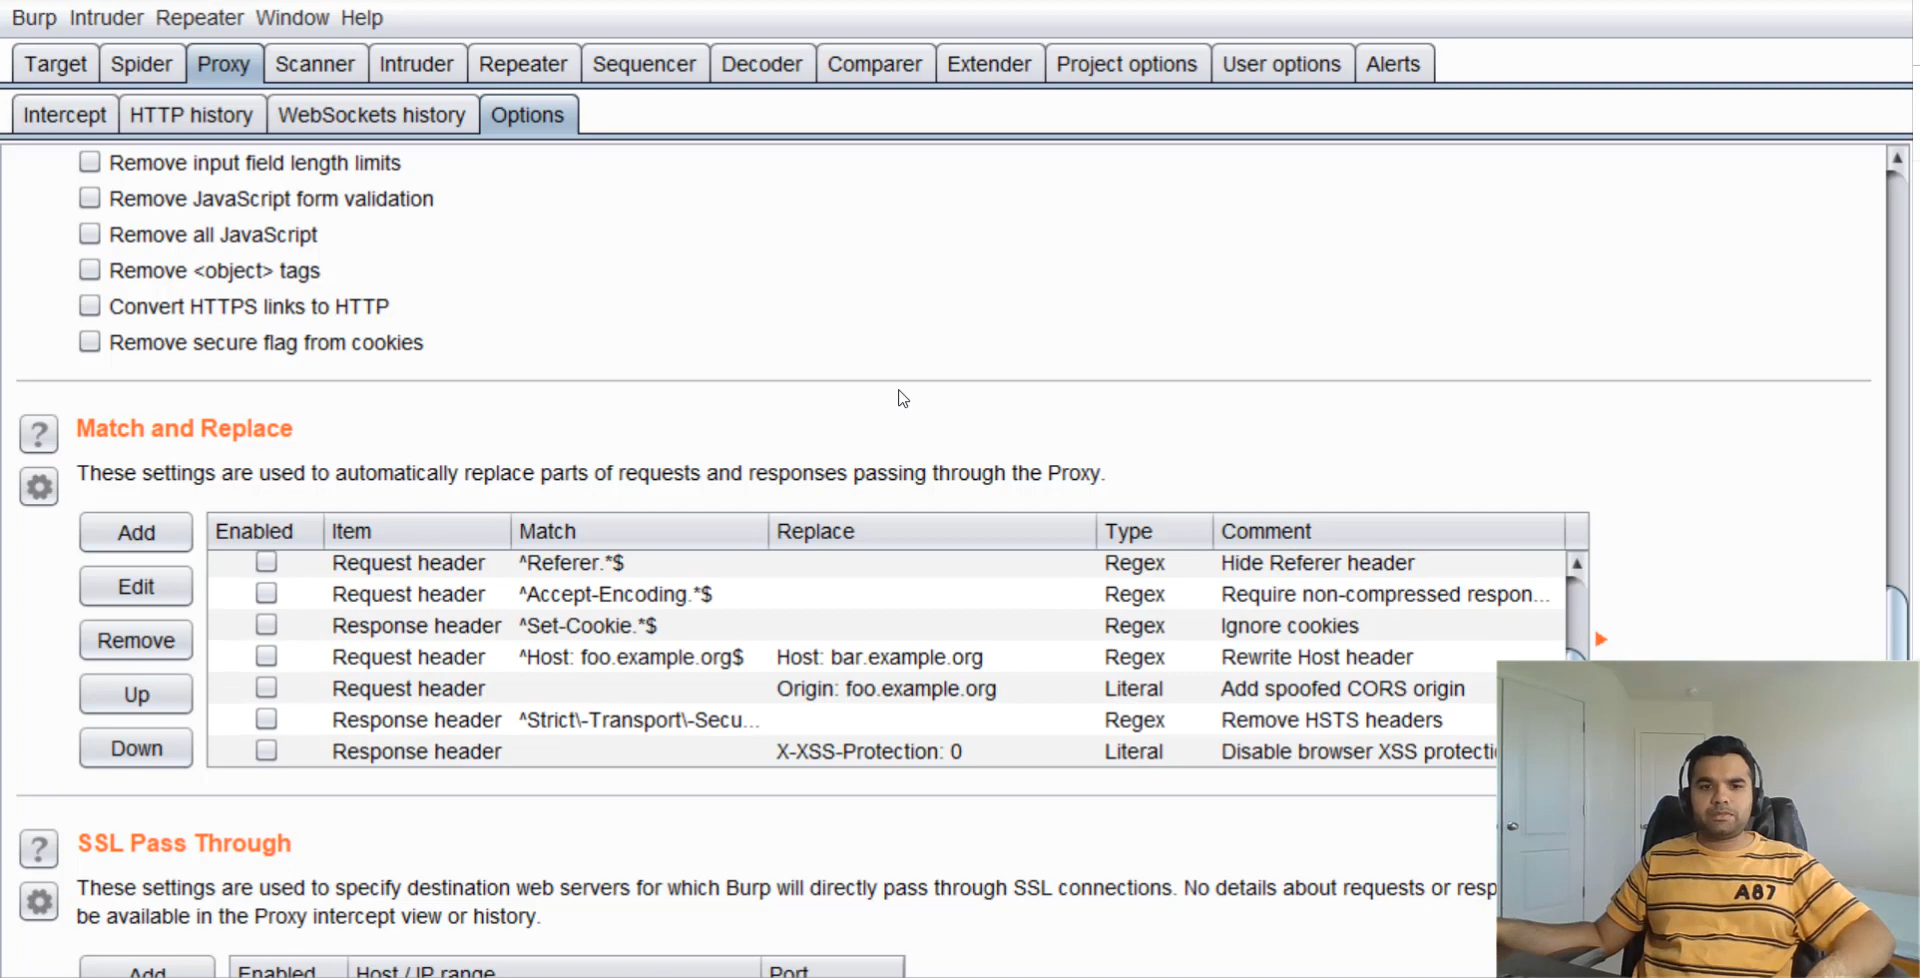 Burp Intruder Repeater Window Help
Target Spider Proxy Scanner Intruder Repeater Sequencer Decoder Comparer Extender Project options User options Alerts
Intercept HTTP history WebSockets history Options
Remove input field length limits
Remove JavaScript form validation
Remove all JavaScript
Remove <object> tags
Convert HTTPS links to HTTP
Remove secure flag from cookies
? Match and Replace
These settings are used to automatically replace parts of requests and responses passing through the Proxy.
Add Enabled Item Match Replace Type Comment
Request header ^Referer.*$ Regex Hide Referer header
Edit Request header ^Accept-Encoding.*$ Regex Require non-compressed respon...
Remove Response header ^Set-Cookie.*$ Regex Ignore cookies
Request header ^Host: foo.example.org$ Host: bar.example.org Regex Rewrite Host header
Up Request header Origin: foo.example.org Literal Add spoofed CORS origin
Response header ^Strict\-Transport\-Secu... Regex Remove HSTS headers
Down Response header X-XSS-Protection: 0 Literal Disable browser XSS protecti
? SSL Pass Through
These settings are used to specify destination web servers for which Burp will directly pass through SSL connections. No details about requests or resp
be available in the Proxy intercept view or history.
Add Enabled Host / IP range Port
A87